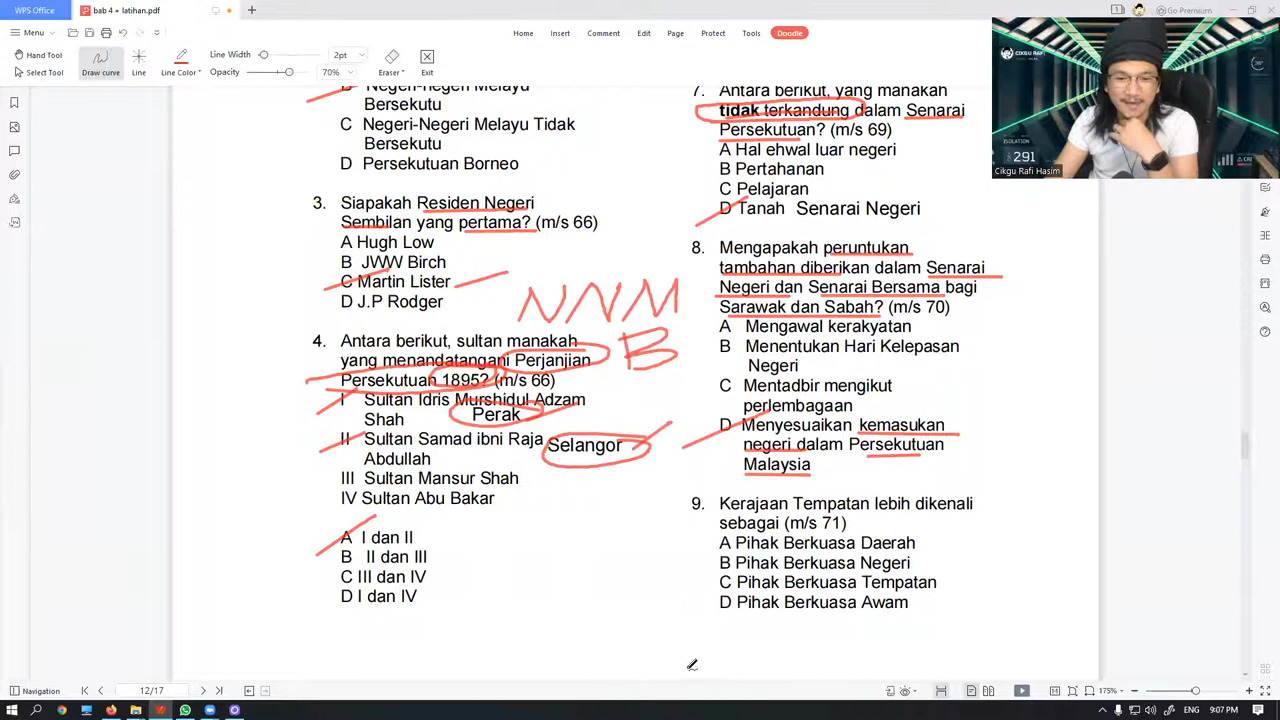 WPS Office
bab 4 + latihan.pdf
Go Premium
Menu
Home
Insert
Comment
Edit
Page
Protect
Tools
Doodle
Hand Tool
Select Tool
Draw curve
Line
Line Color
Line Width
2pt
Opacity
70%
Eraser
Exit
Negeri-negeri Melayu
Bersekutu
C Negeri-Negeri Melayu Tidak
Bersekutu
D Persekutuan Borneo
3. Siapakah Residen Negeri
Sembilan yang pertama? (m/s 66)
A Hugh Low
B JWW Birch
C Martin Lister
D J.P Rodger
NNM
B
4. Antara berikut, sultan manakah
yang menandatangani Perjanjian
Persekutuan 1895? (m/s 66)
I Sultan Idris Murshidul Adzam
Shah
Perak
II Sultan Samad ibni Raja
Abdullah
Selangor
III Sultan Mansur Shah
IV Sultan Abu Bakar
A I dan II
B II dan III
C III dan IV
D I dan IV
7. Antara berikut, yang manakah
tidak terkandung dalam Senarai
Persekutuan? (m/s 69)
A Hal ehwal luar negeri
B Pertahanan
C Pelajaran
D Tanah Senarai Negeri
8. Mengapakah peruntukan
tambahan diberikan dalam Senarai
Negeri dan Senarai Bersama bagi
Sarawak dan Sabah? (m/s 70)
A Mengawal kerakyatan
B Menentukan Hari Kelepasan
Negeri
C Mentadbir mengikut
perlembagaan
D Menyesuaikan kemasukan
negeri dalam Persekutuan
Malaysia
9. Kerajaan Tempatan lebih dikenali
sebagai (m/s 71)
A Pihak Berkuasa Daerah
B Pihak Berkuasa Negeri
C Pihak Berkuasa Tempatan
D Pihak Berkuasa Awam
CIKGU RAFI
ISOLATION
291
Cikgu Rafi Hasim
Navigation
12/17
175%
ENG
9:07 PM